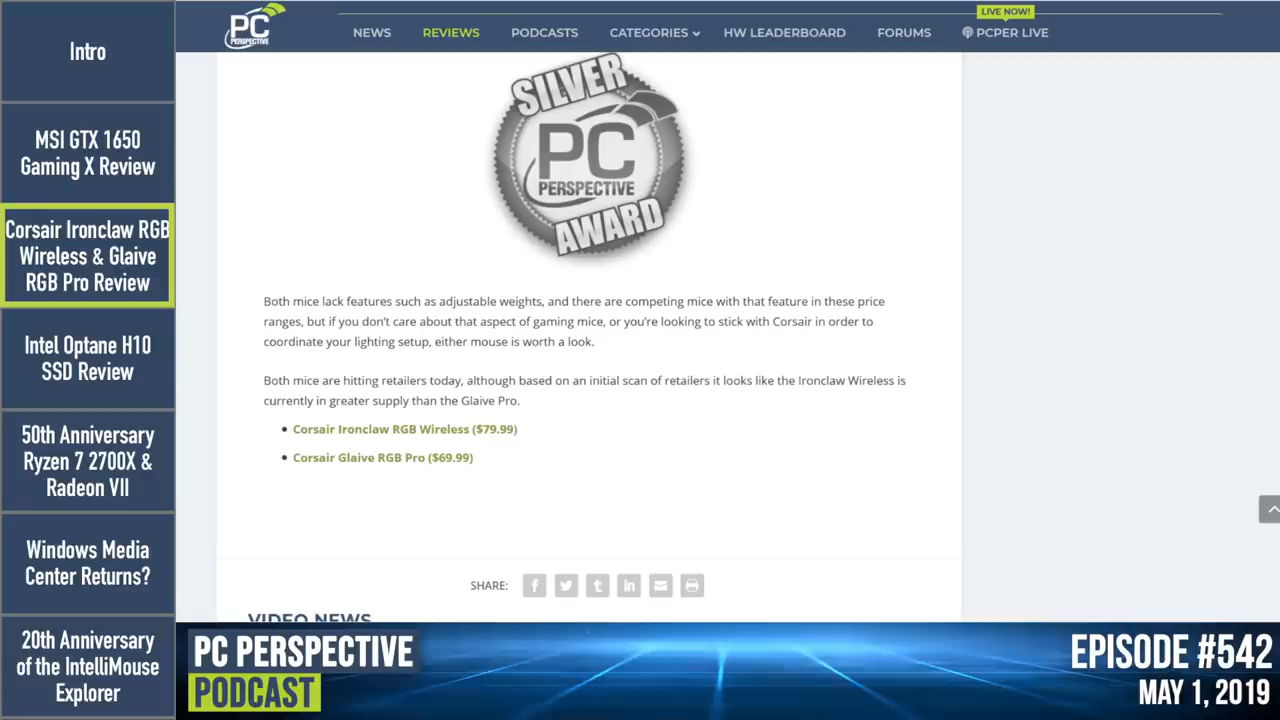 Intro
MSI GTX 1650
Gaming X Review
Corsair Ironclaw RGB
Wireless & Glaive
RGB Pro Review
Intel Optane H10
SSD Review
50th Anniversary
Ryzen 7 2700X &
Radeon VII
Windows Media
Center Returns?
20th Anniversary
of the IntelliMouse
Explorer
PC
PERSPECTIVE
LIVE NOW!
NEWS REVIEWS PODCASTS CATEGORIES HW LEADERBOARD FORUMS PCPER LIVE
SILVER
PC
PERSPECTIVE
AWARD
Both mice lack features such as adjustable weights, and there are competing mice with that feature in these price
ranges, but if you don’t care about that aspect of gaming mice, or you’re looking to stick with Corsair in order to
coordinate your lighting setup, either mouse is worth a look.
Both mice are hitting retailers today, although based on an initial scan of retailers it looks like the Ironclaw Wireless is
currently in greater supply than the Glaive Pro.
• Corsair Ironclaw RGB Wireless ($79.99)
• Corsair Glaive RGB Pro ($69.99)
SHARE:
VIDEO NEWS
PC PERSPECTIVE
PODCAST
EPISODE #542
MAY 1, 2019